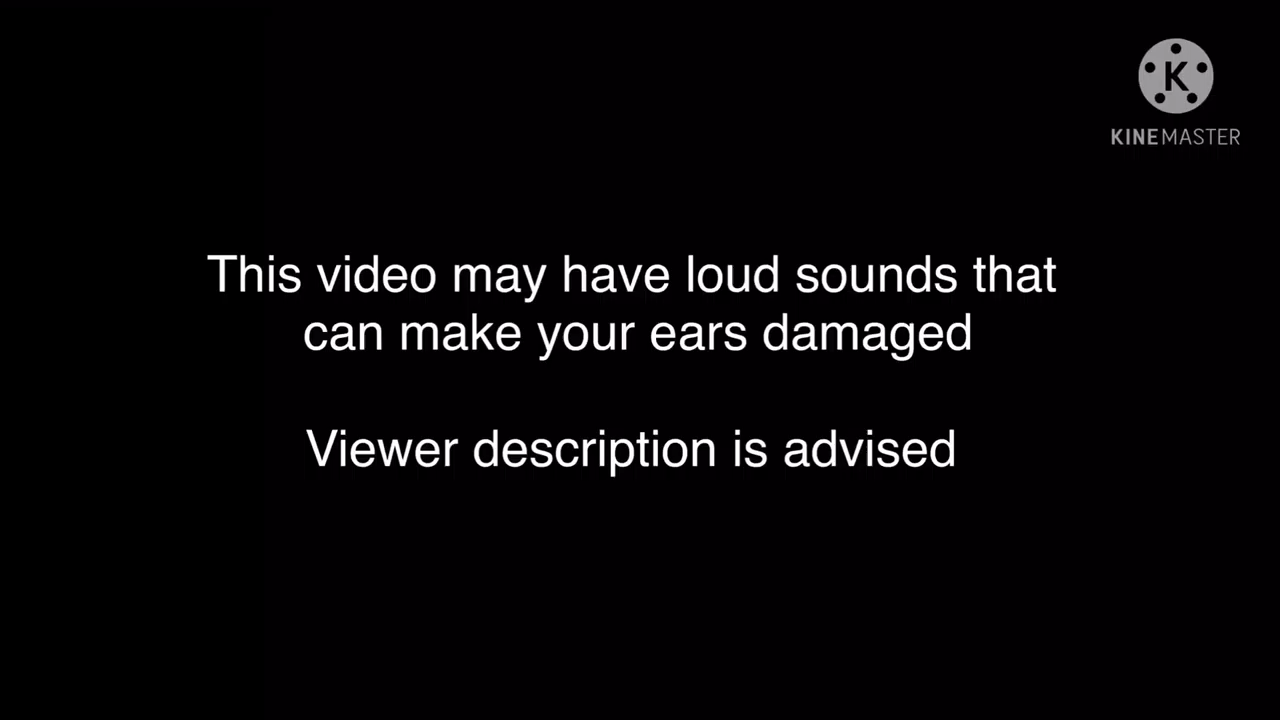 K
KINEMASTER
This video may have loud sounds that
can make your ears damaged
Viewer description is advised